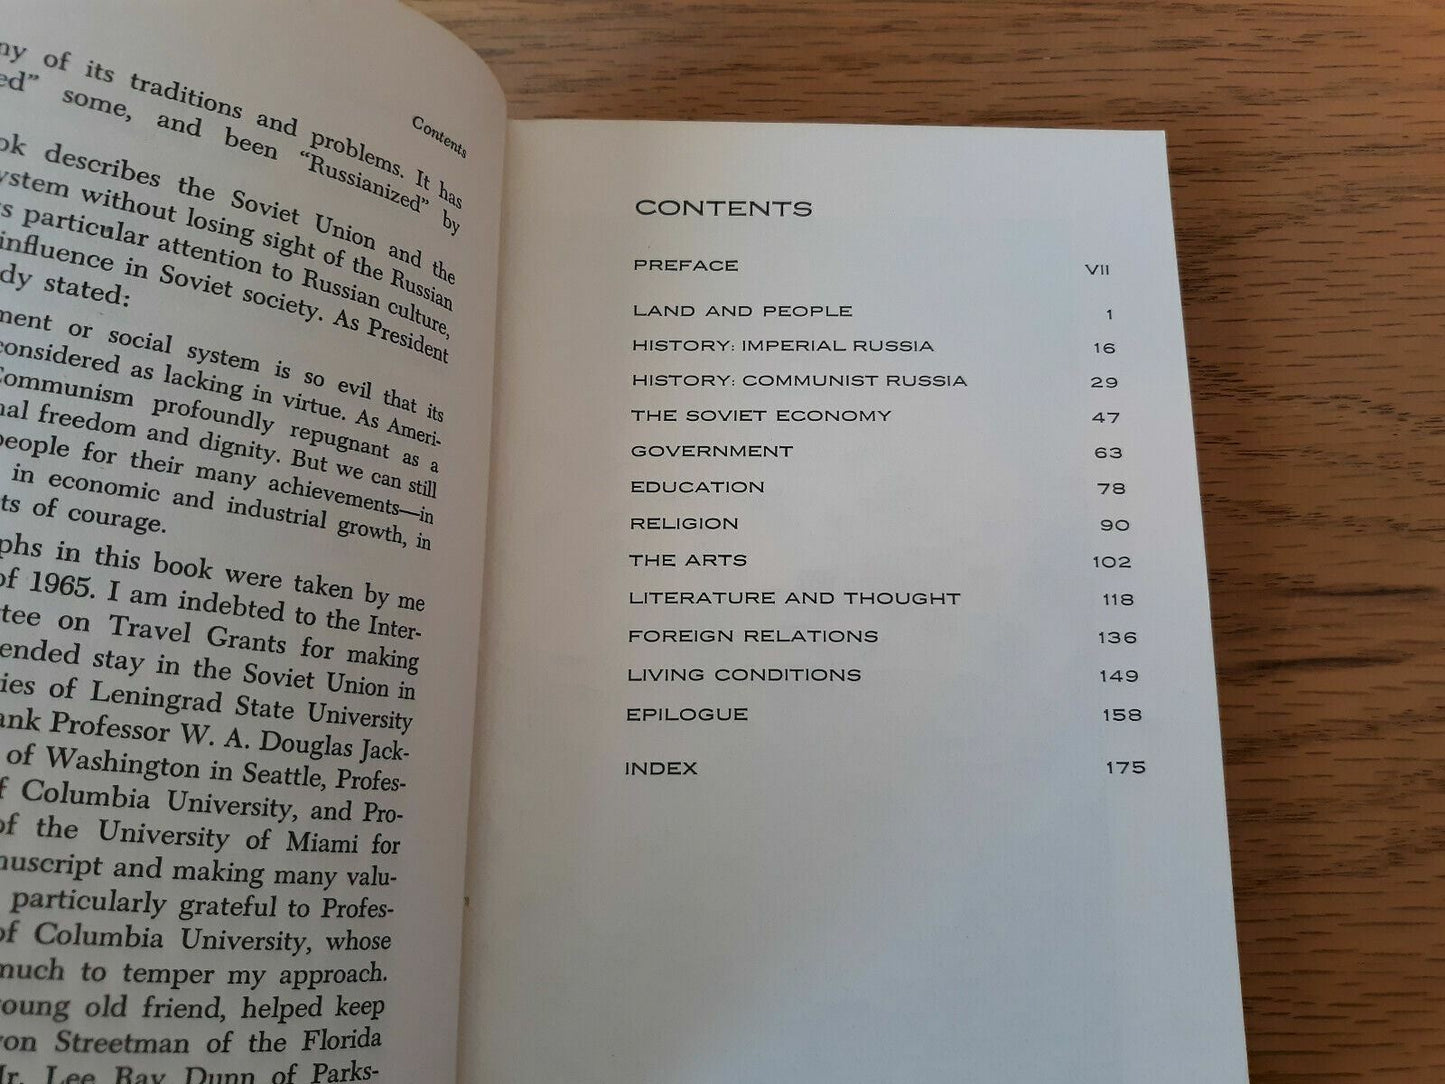 ny of its traditions and problems. It has
ed" some, and been "Russianized" by
ok describes the Soviet Union and the
ystem without losing sight of the Russian
s particular attention to Russian culture,
influence in Soviet society. As President
dy stated:
ment or social system is so evil that its
considered as lacking in virtue. As Ameri-
Communism profoundly repugnant as a
nal freedom and dignity. But we can still
people for their many achievements—in
in economic and industrial growth, in
ts of courage.
phs in this book were taken by me
of 1965. I am indebted to the Inter-
tee on Travel Grants for making
ended stay in the Soviet Union in
ies of Leningrad State University
ank Professor W. A. Douglas Jack-
of Washington in Seattle, Profes-
f Columbia University, and Pro-
of the University of Miami for
nuscript and making many valu-
particularly grateful to Profes-
of Columbia University, whose
much to temper my approach.
young old friend, helped keep
von Streetman of the Florida
Mr. Lee Ray Dunn of Parks-
Contents
CONTENTS
PREFACE VII
LAND AND PEOPLE 1
HISTORY: IMPERIAL RUSSIA 16
HISTORY: COMMUNIST RUSSIA 29
THE SOVIET ECONOMY 47
GOVERNMENT 63
EDUCATION 78
RELIGION 90
THE ARTS 102
LITERATURE AND THOUGHT 118
FOREIGN RELATIONS 136
LIVING CONDITIONS 149
EPILOGUE 158
INDEX 175